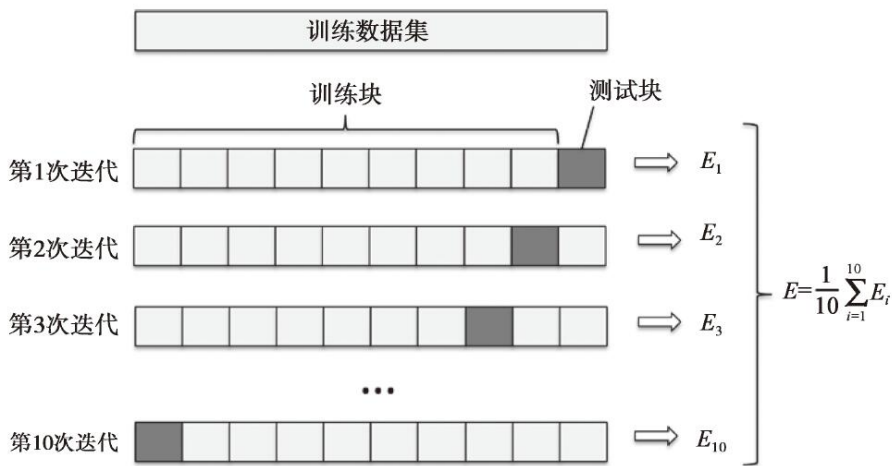 训练数据集
训练块
测试块
第1次迭代
E₁
第2次迭代
E₂
第3次迭代
E₃
E=1/10 ∑_{i=1}^{10} E_i
…
第10次迭代
E₁₀